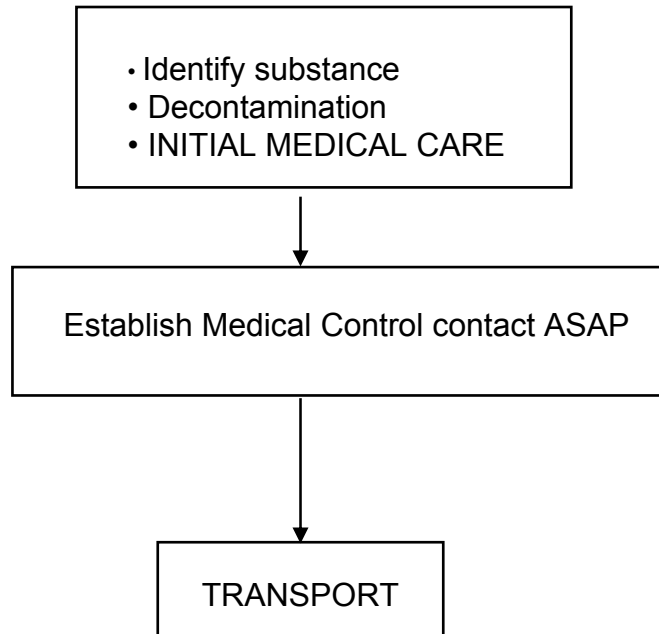 • Identify substance
• Decontamination
• INITIAL MEDICAL CARE
Establish Medical Control contact ASAP
TRANSPORT